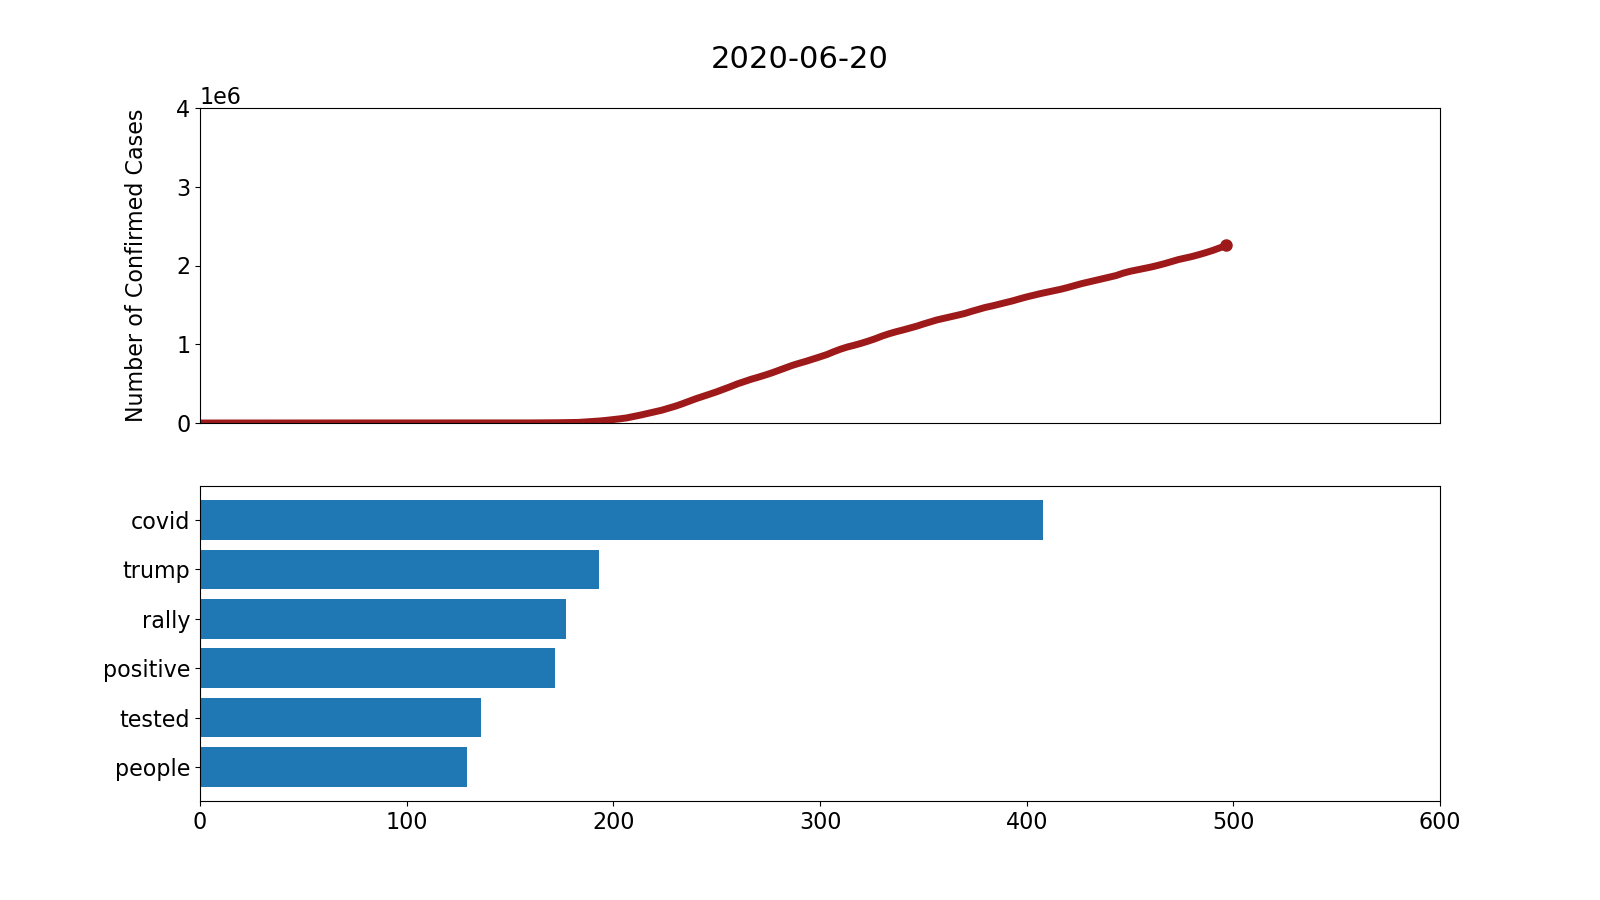 2020-06-20
1e6
4
3
2
1
0
Number of Confirmed Cases
covid
trump
rally
positive
tested
people
0 100 200 300 400 500 600